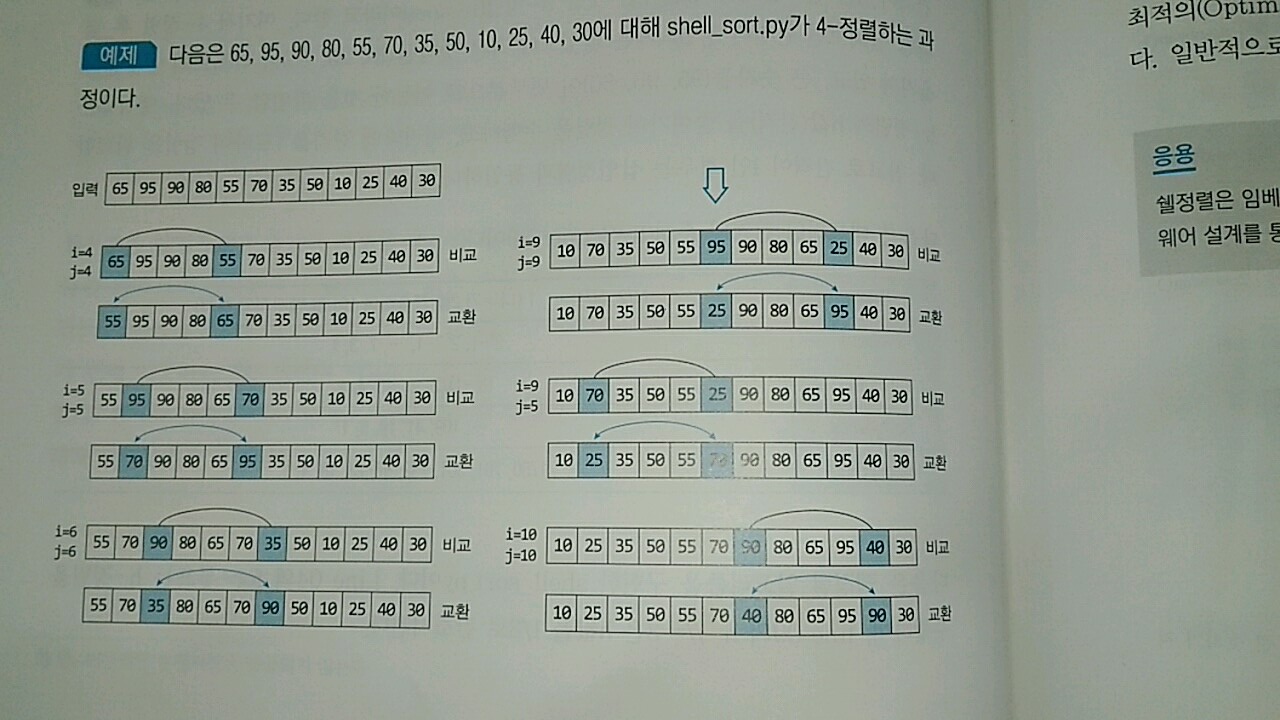 예제 다음은 65, 95, 90, 80, 55, 70, 35, 50, 10, 25, 40, 30에 대해 shell_sort.py가 4-정렬하는 과
정이다.
입력 65 95 90 80 55 70 35 50 10 25 40 30
i=4
j=4
65 95 90 80 55 70 35 50 10 25 40 30 비교
55 95 90 80 65 70 35 50 10 25 40 30 교환
i=5
j=5
55 95 90 80 65 70 35 50 10 25 40 30 비교
55 70 90 80 65 95 35 50 10 25 40 30 교환
i=6
j=6
55 70 90 80 65 70 35 50 10 25 40 30 비교
55 70 35 80 65 70 90 50 10 25 40 30 교환
i=9
j=9
10 70 35 50 55 95 90 80 65 25 40 30 비교
10 70 35 50 55 25 90 80 65 95 40 30 교환
i=9
j=5
10 70 35 50 55 25 90 80 65 95 40 30 비교
10 25 35 50 55 70 90 80 65 95 40 30 교환
i=10
j=10
10 25 35 50 55 70 90 80 65 95 40 30 비교
10 25 35 50 55 70 40 80 65 95 90 30 교환
최적의(Optim
다. 일반적으로
응용
쉘정렬은 임베
웨어 설계를 통